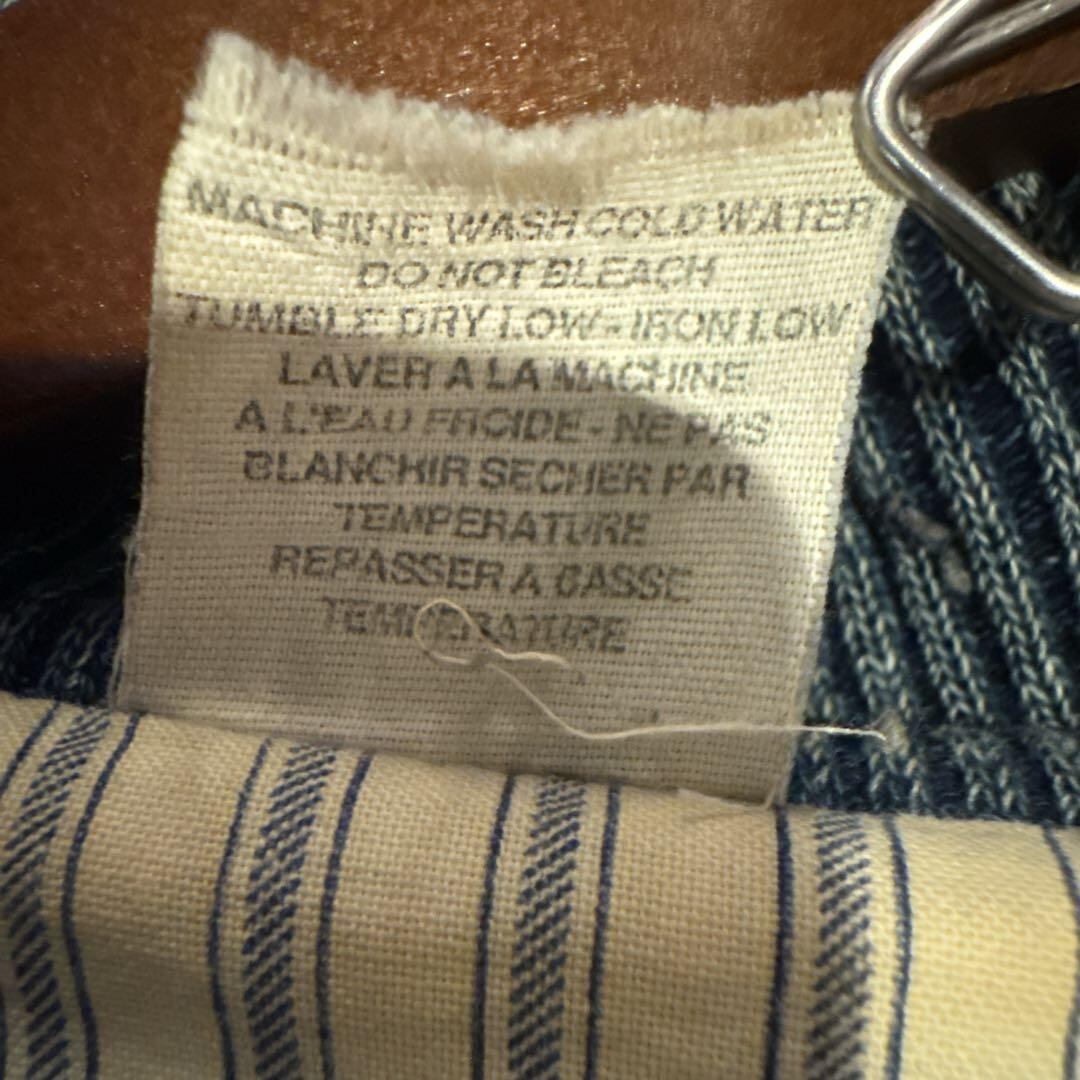 MACHINE WASH COLD WATER
DO NOT BLEACH
TUMBLE DRY LOW - IRON LOW
LAVER A LA MACHINE
A L'EAU FROIDE - NE PAS
BLANCHIR SECHER PAR
TEMPERATURE
REPASSER A BASSE
TEMPERATURE